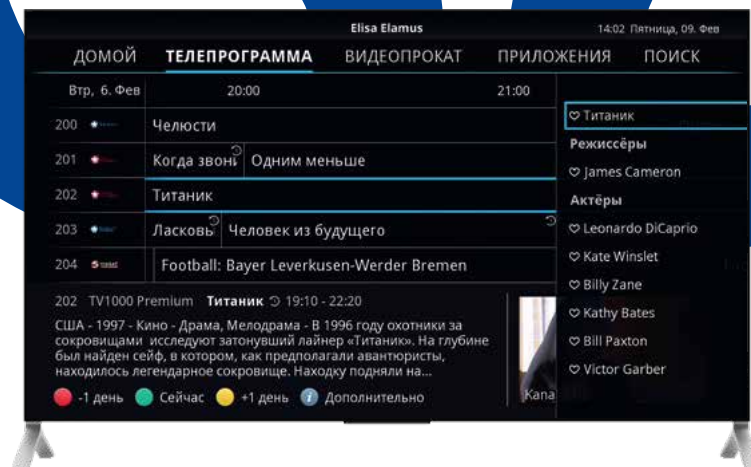 Elisa Elamus
14:02 Пятница, 09. Фев
ДОМОЙ ТЕЛЕПРОГРАММА ВИДЕОПРОКАТ ПРИЛОЖЕНИЯ ПОИСК
Втр, 6. Фев 20:00 21:00
200 Челюсти
201 Когда звонı Одним меньше
202 Титаник
203 Ласковь Человек из будущего
204 Football: Bayer Leverkusen-Werder Bremen
Титаник
Режиссёры
James Cameron
Актёры
Leonardo DiCaprio
Kate Winslet
Billy Zane
Kathy Bates
Bill Paxton
Victor Garber
202 TV1000 Premium Титаник 19:10 - 22:20
США - 1997 - Кино - Драма, Мелодрама - В 1996 году охотники за
сокровищами исследуют затонувший лайнер «Титаник». На глубине
был найден сейф, в котором, как предполагали авантюристы,
находилось легендарное сокровище. Находку подняли на...
Кана
-1 день Сейчас +1 день Дополнительно